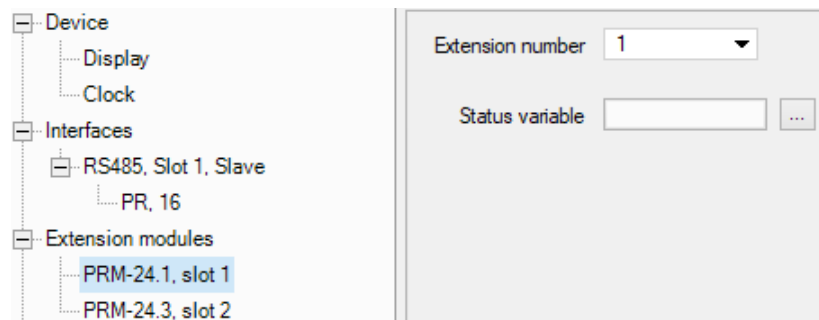 Device
Display
Clock
Interfaces
RS485, Slot 1, Slave
PR, 16
Extension modules
PRM-24.1, slot 1
PRM-24.3, slot 2
Extension number 1
Status variable ...